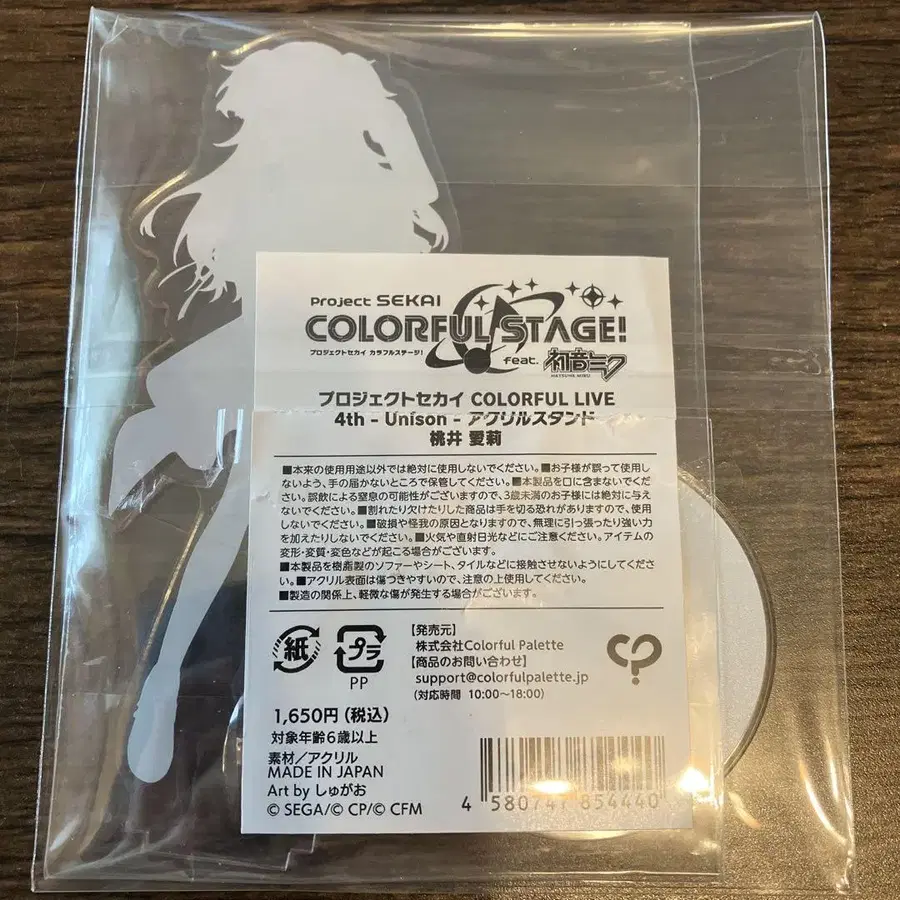 Project SEKAI
COLORFUL STAGE!
プロジェクトセカイ カラフルステージ!
feat. 初音ミク
HATSUNE MIKU
プロジェクトセカイ COLORFUL LIVE
4th - Unison - アクリルスタンド
桃井 愛莉
■本来の使用用途以外では絶対に使用しないでください。■お子様が誤って使用し
ないよう、手の届かないところで保管してください。■本製品を口に含まないでくだ
さい。誤飲による窒息の可能性がございますので、3歳未満のお子様には絶対に与え
ないでください。■割れたり欠けたりした商品は手を切る恐れがありますので、使用
しないでください。■破損や怪我の原因となりますので、無理に引っ張ったり強い力
を加えたりしないでください。■火気や直射日光などにご注意ください。アイテムの
変形・変質・変色などが起こる場合がございます。
■本製品を樹脂製のソファーやシート、タイルなどに接触させないようにしてくださ
い。■アクリル表面は傷つきやすいので、注意の上使用してください。
■製造の関係上、軽微な傷が発生する場合がございます。
紙
プラ
PP
【発売元】
株式会社Colorful Palette
【商品のお問い合わせ】
support@colorfulpalette.jp
(対応時間 10:00～18:00)
1,650円(税込)
対象年齢6歳以上
素材/アクリル
MADE IN JAPAN
Art by しゅがお
© SEGA/© CP/© CFM
4 580747 854440